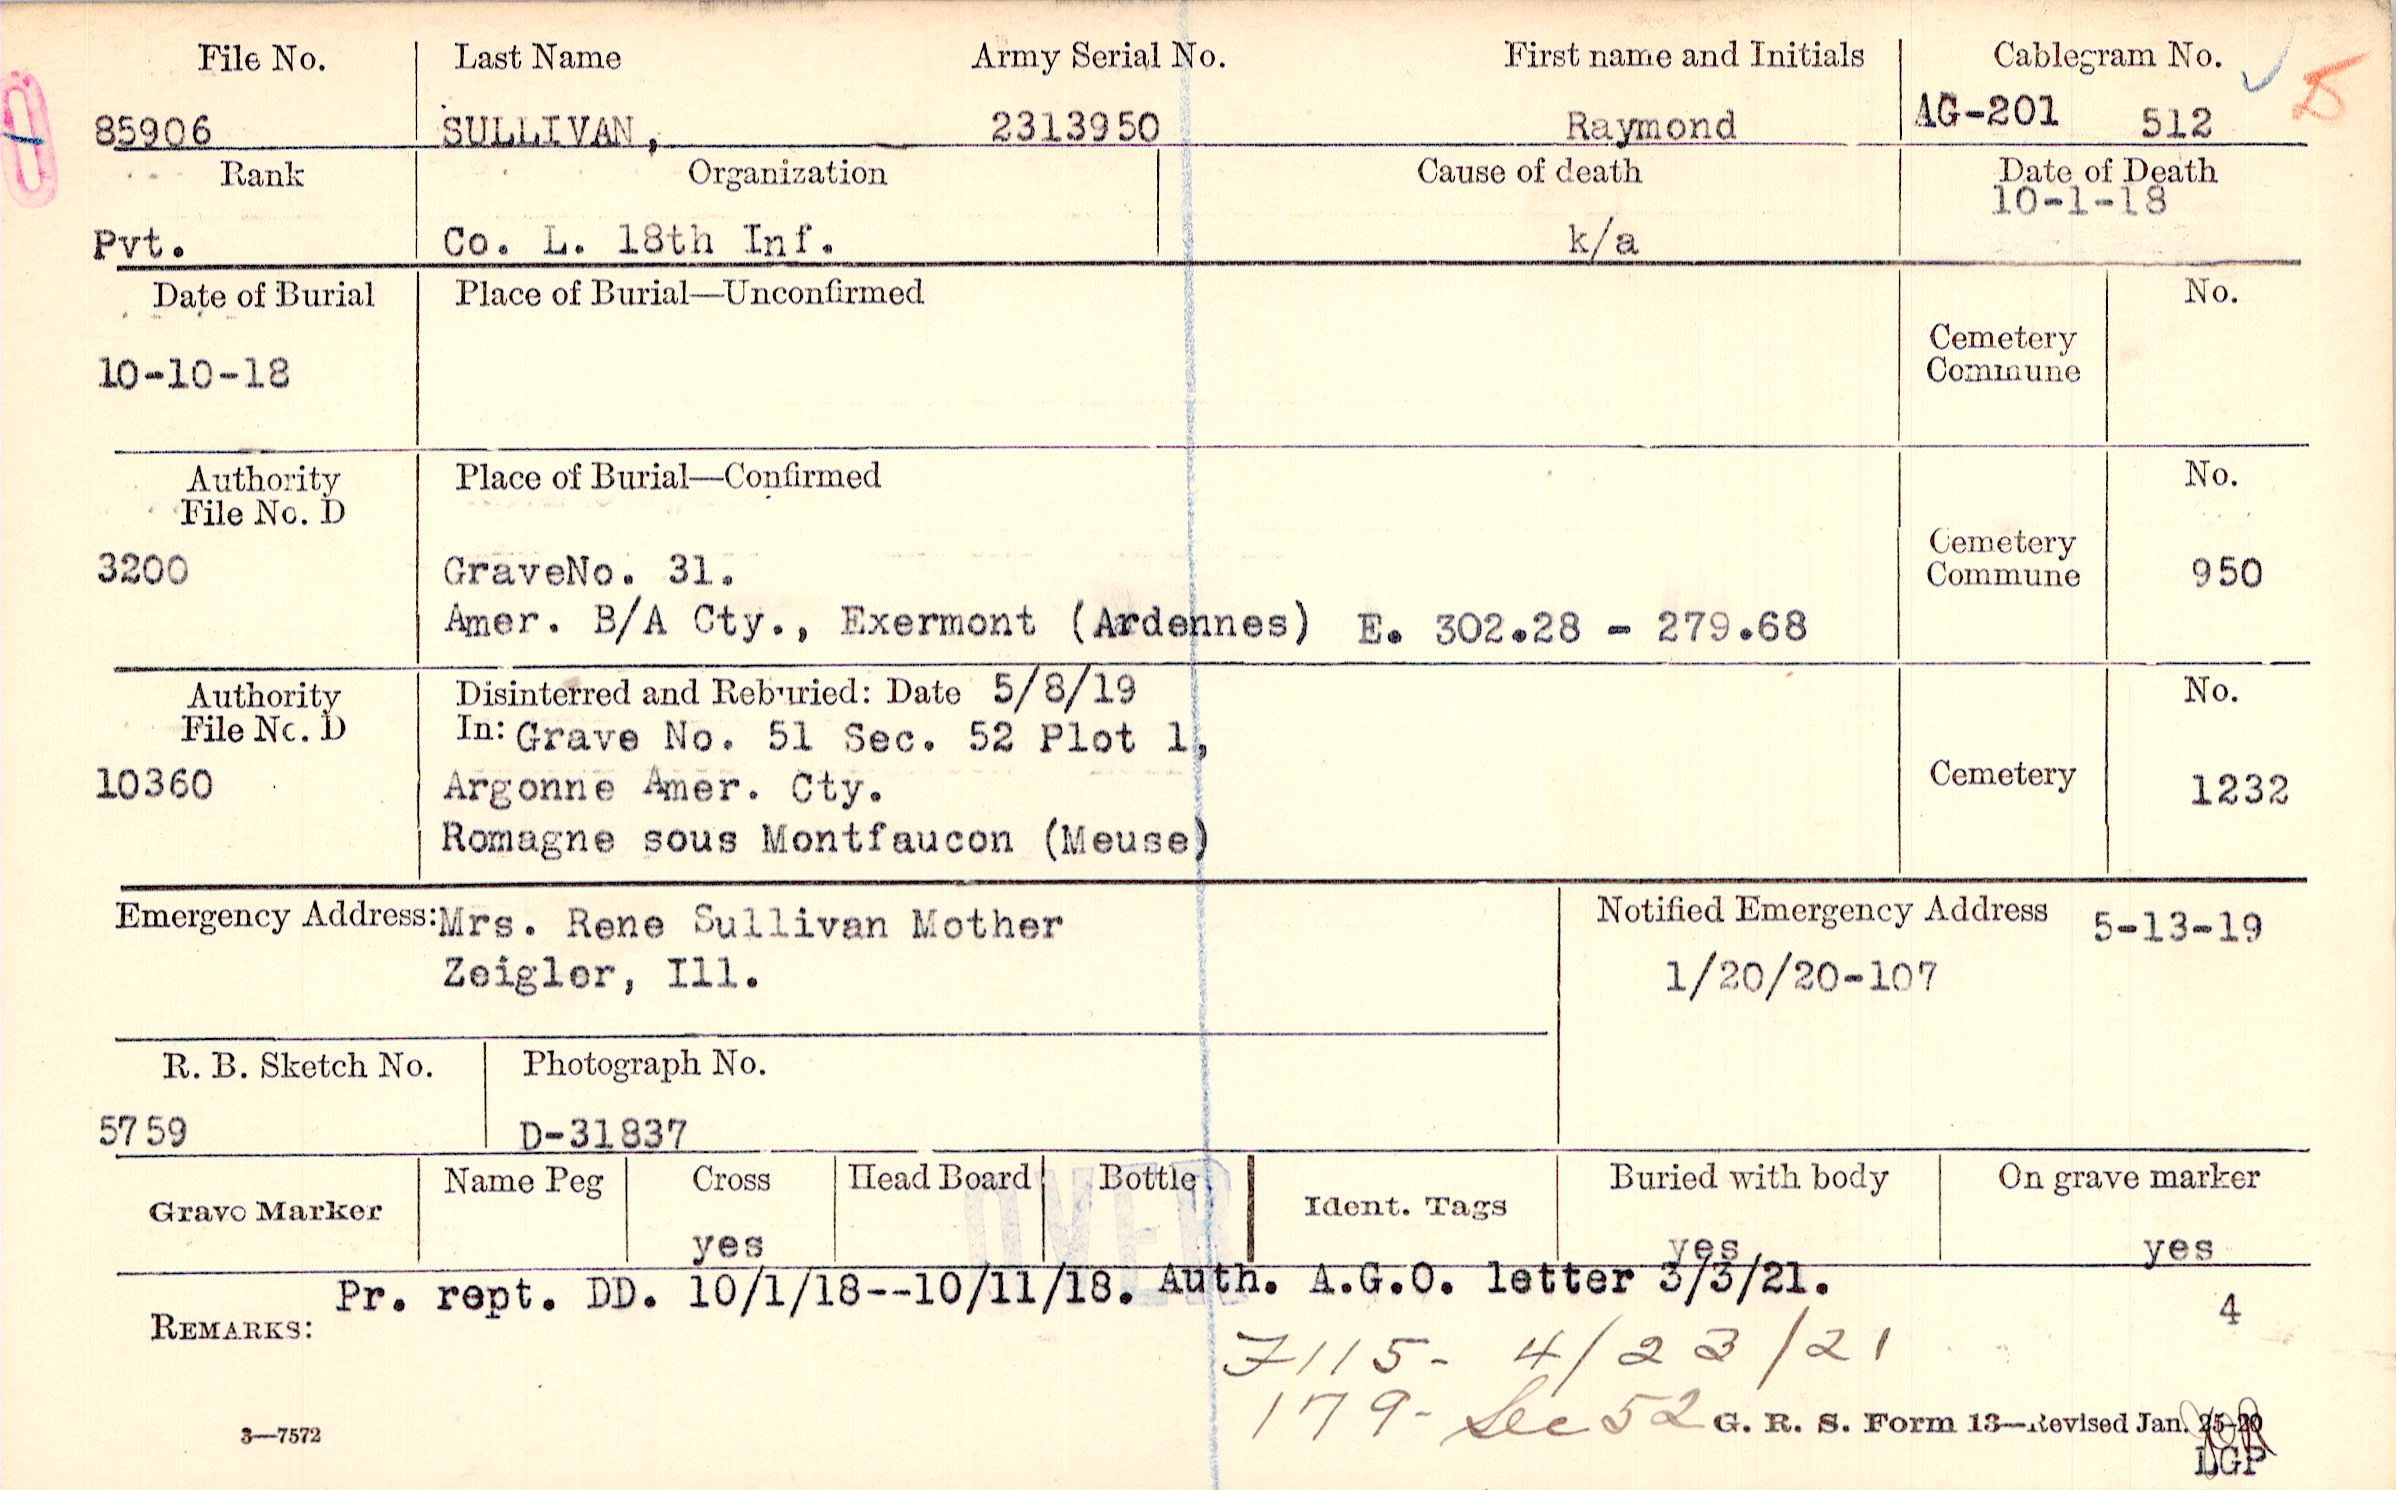 File No. Last Name Army Serial No. First name and Initials Cablegram No.
85906 SULLIVAN, 2313950 Raymond AG-201 512
Rank Organization Cause of death Date of Death
10-1-18
Pvt. Co. L. 18th Inf. k/a
Date of Burial Place of Burial—Unconfirmed No.
10-10-18 Cemetery
Commune
Authority Place of Burial—Confirmed No.
File No. D
3200 GraveNo. 31. Cemetery
Commune 950
Amer. B/A Cty., Exermont (Ardennes) E. 302.28 - 279.68
Authority Disinterred and Reburied: Date 5/8/19 No.
File No. D In: Grave No. 51 Sec. 52 Plot 1,
10360 Argonne Amer. Cty. Cemetery 1232
Romagne sous Montfaucon (Meuse)
Emergency Address: Mrs. Rene Sullivan Mother Notified Emergency Address 5-13-19
Zeigler, Ill. 1/20/20-107
R. B. Sketch No. Photograph No.
5759 D-31837
Grave Marker Name Peg Cross Head Board Bottle Ident. Tags Buried with body On grave marker
yes yes yes
OVER
Pr. rept. DD. 10/1/18--10/11/18. Auth. A.G.O. letter 3/3/21.
REMARKS: 4
7115- 4/23/21
179- Sec 52
3—7572 G. R. S. Form 13—Revised Jan. 25-20
LGP